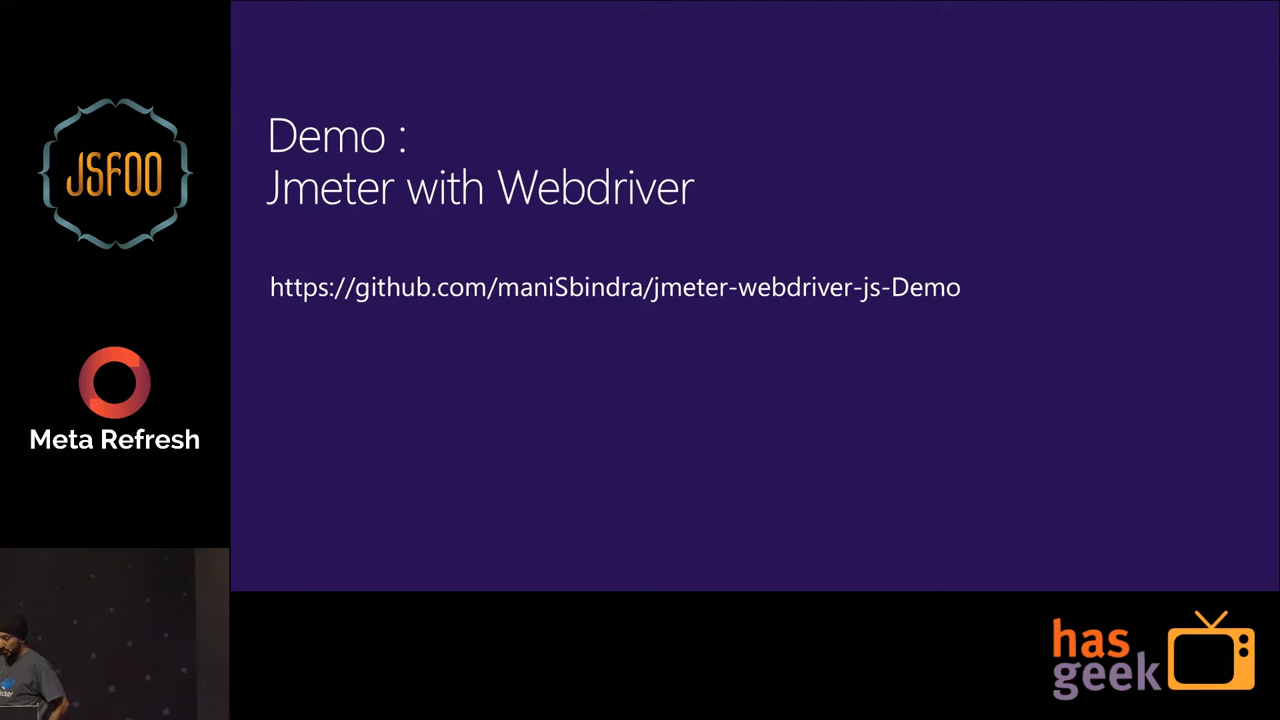 JSFOO
Meta Refresh
Demo :
Jmeter with Webdriver
https://github.com/maniSbindra/jmeter-webdriver-js-Demo
has
geek